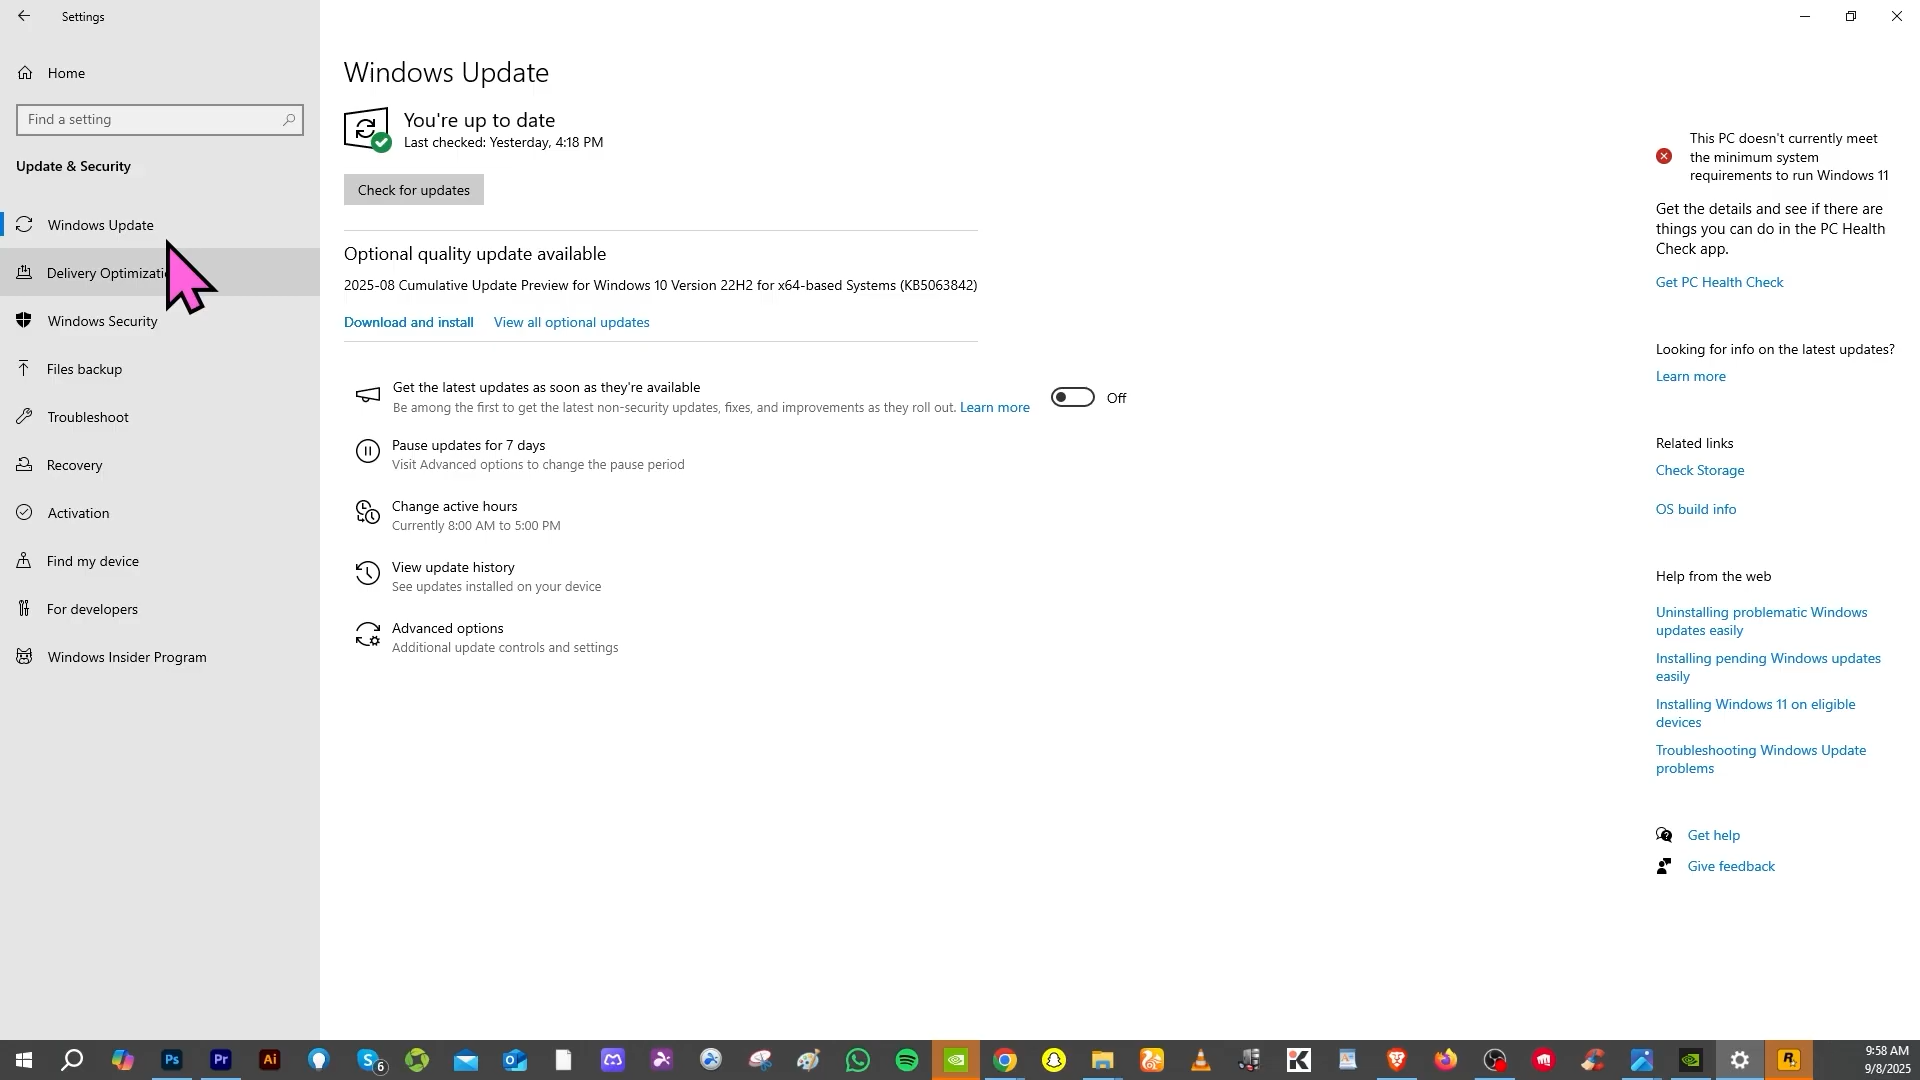 Settings
Home
Find a setting
Update & Security
Windows Update
Delivery Optimizati
Windows Security
Files backup
Troubleshoot
Recovery
Activation
Find my device
For developers
Windows Insider Program
Windows Update
You're up to date
Last checked: Yesterday, 4:18 PM
Check for updates
Optional quality update available
2025-08 Cumulative Update Preview for Windows 10 Version 22H2 for x64-based Systems (KB5063842)
Download and install View all optional updates
Get the latest updates as soon as they're available
Be among the first to get the latest non-security updates, fixes, and improvements as they roll out. Learn more
Off
Pause updates for 7 days
Visit Advanced options to change the pause period
Change active hours
Currently 8:00 AM to 5:00 PM
View update history
See updates installed on your device
Advanced options
Additional update controls and settings
This PC doesn't currently meet
the minimum system
requirements to run Windows 11
Get the details and see if there are
things you can do in the PC Health
Check app.
Get PC Health Check
Looking for info on the latest updates?
Learn more
Related links
Check Storage
OS build info
Help from the web
Uninstalling problematic Windows
updates easily
Installing pending Windows updates
easily
Installing Windows 11 on eligible
devices
Troubleshooting Windows Update
problems
Get help
Give feedback
Ps Pr Ai S 6 K R
9:58 AM
9/8/2025